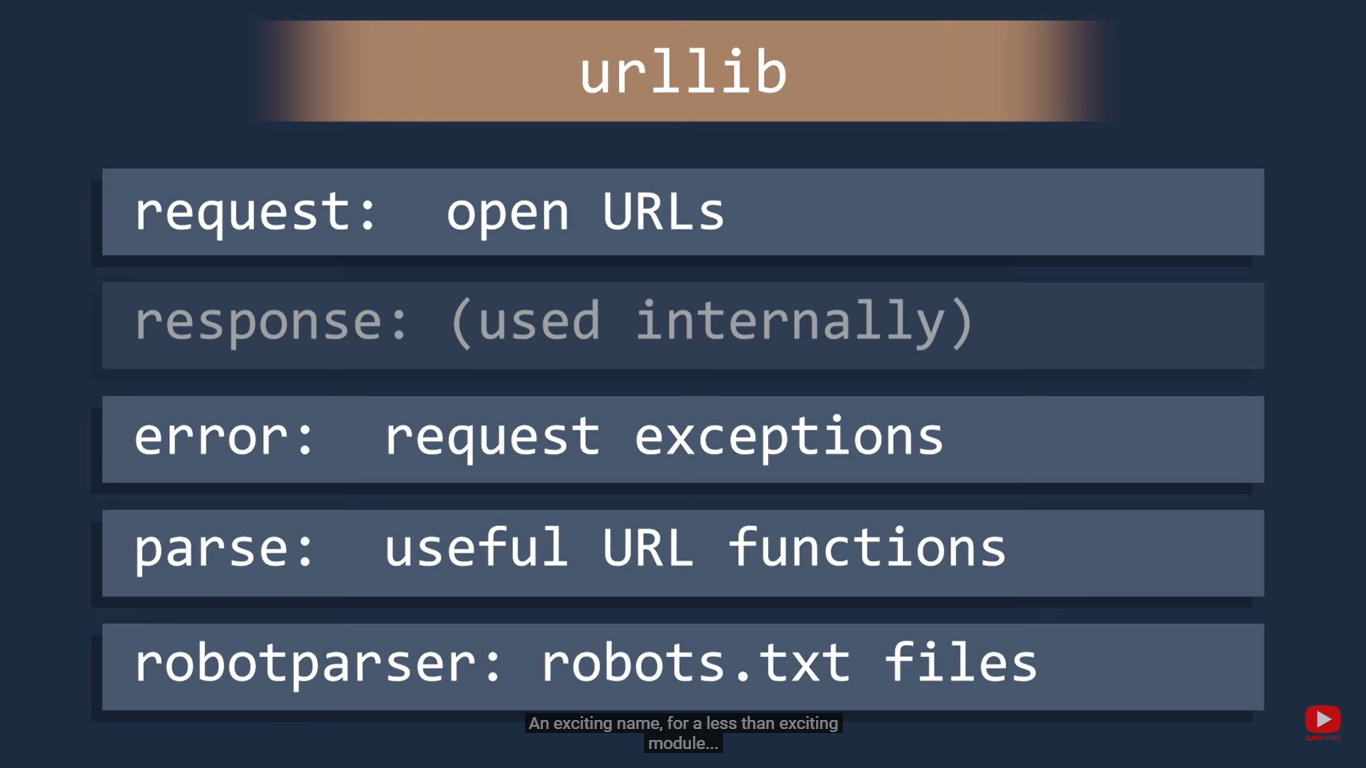 urllib
request:  open URLs
response: (used internally)
error:  request exceptions
parse:  useful URL functions
robotparser: robots.txt files
An exciting name, for a less than exciting
module...
SUBSCRIBE